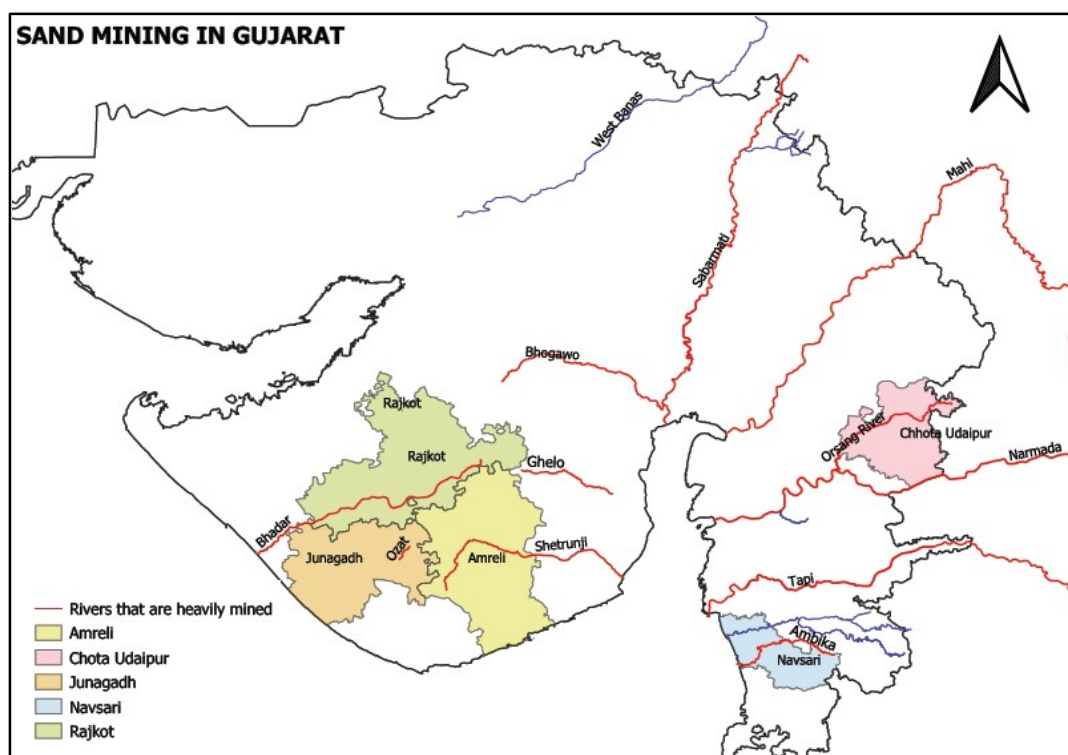 SAND MINING IN GUJARAT
West Banas
Mahi
Sabarmati
Bhogawo
Rajkot
Orsang River
Chhota Udaipur
Rajkot
Narmada
Ghelo
Bhadar
Ozat
Shetrunji
Junagadh
Amreli
Tapi
Ambika
Navsari
Rivers that are heavily mined
Amreli
Chota Udaipur
Junagadh
Navsari
Rajkot